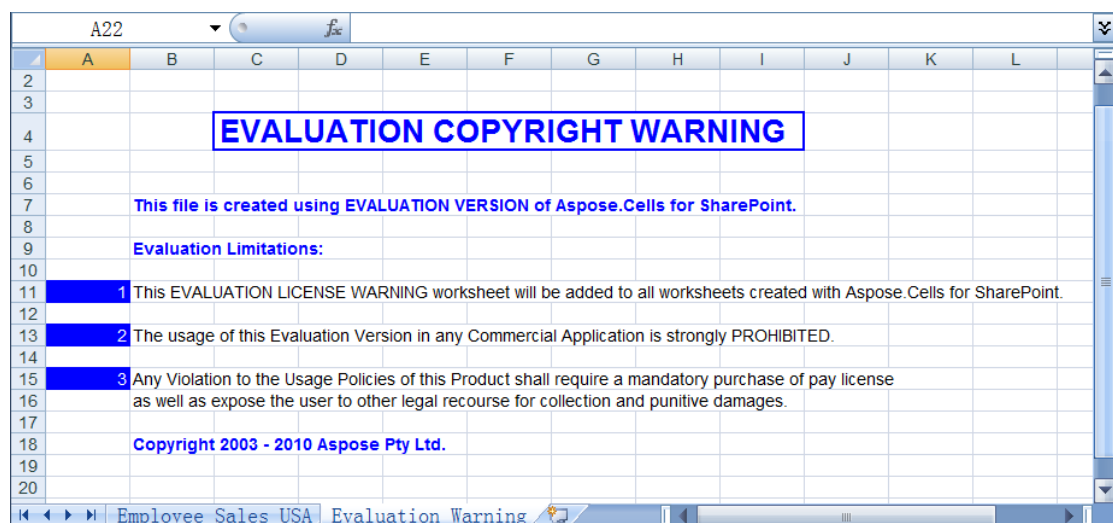 A22
fx
A B C D E F G H I J K L
2
3
4 EVALUATION COPYRIGHT WARNING
5
6
7 This file is created using EVALUATION VERSION of Aspose.Cells for SharePoint.
8
9 Evaluation Limitations:
10
11 1 This EVALUATION LICENSE WARNING worksheet will be added to all worksheets created with Aspose.Cells for SharePoint.
12
13 2 The usage of this Evaluation Version in any Commercial Application is strongly PROHIBITED.
14
15 3 Any Violation to the Usage Policies of this Product shall require a mandatory purchase of pay license
16 as well as expose the user to other legal recourse for collection and punitive damages.
17
18 Copyright 2003 - 2010 Aspose Pty Ltd.
19
20
Employee Sales USA Evaluation Warning